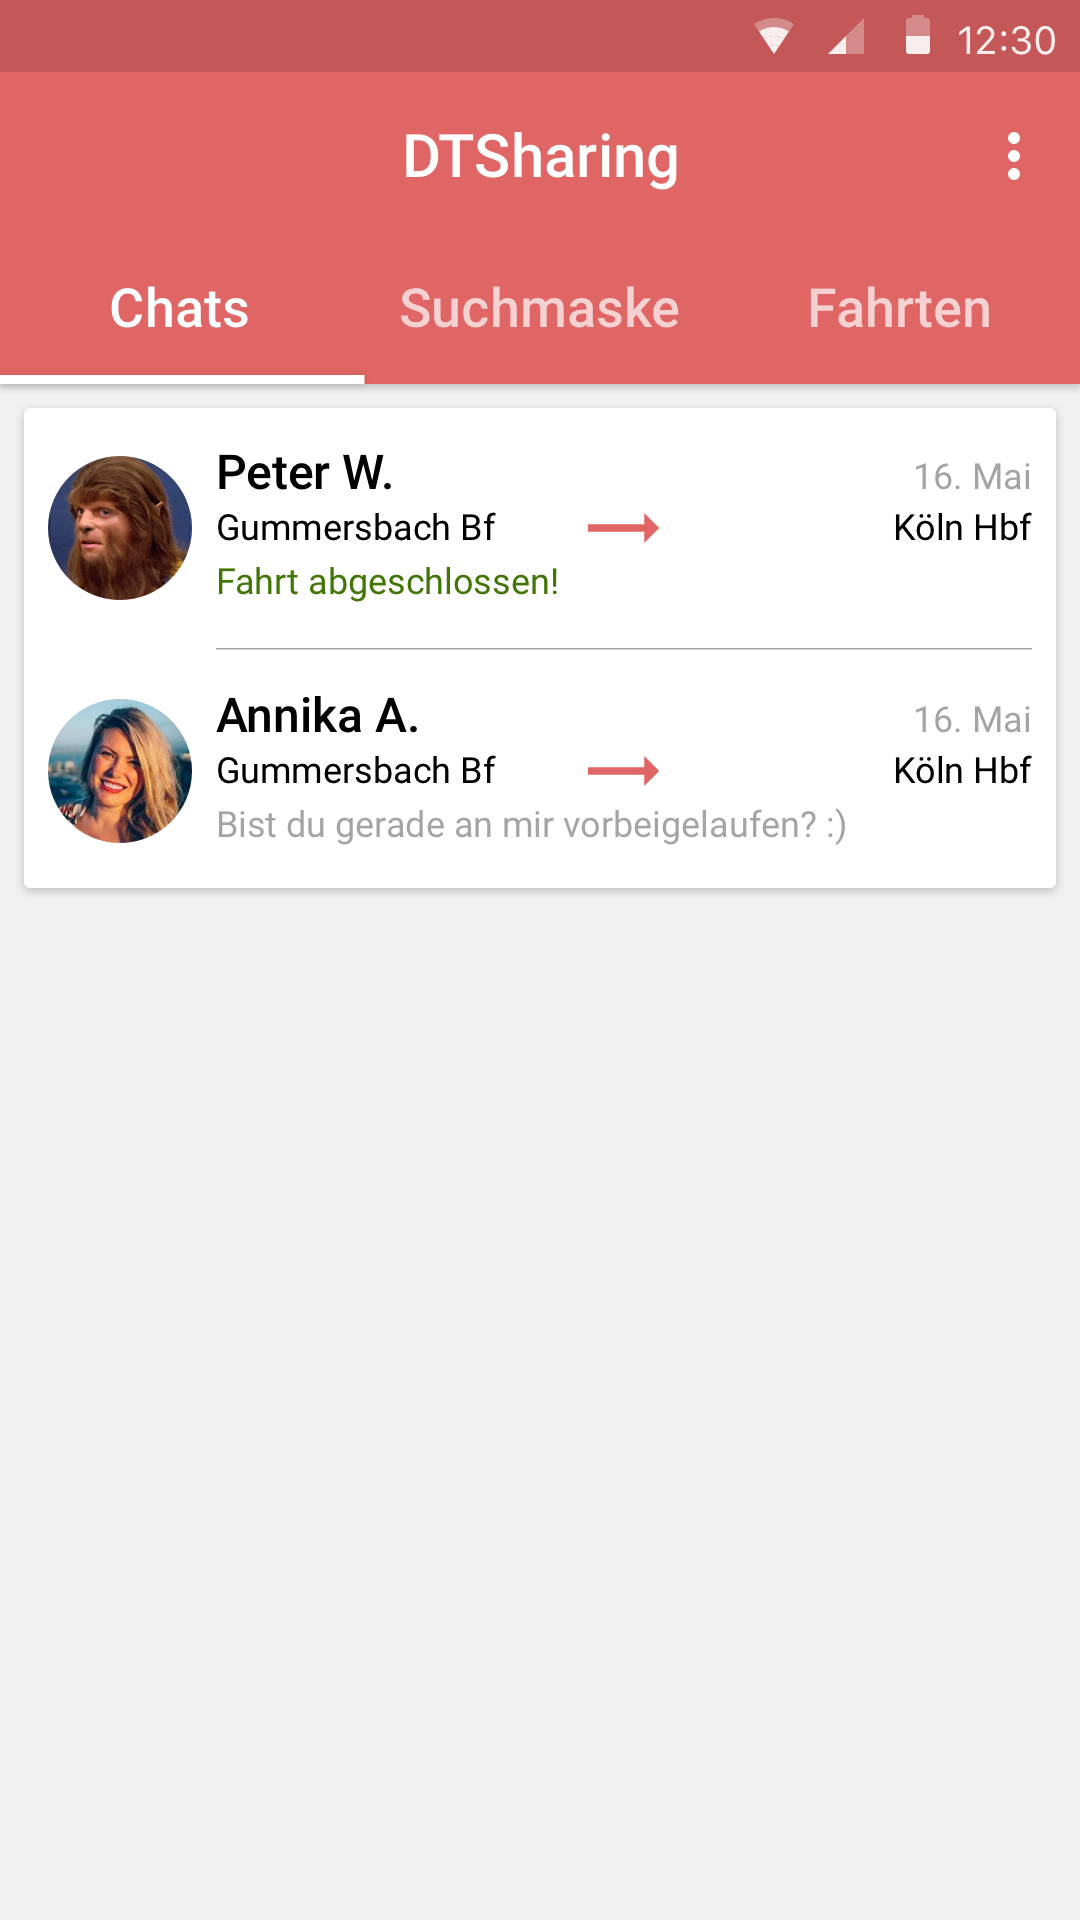 12:30
DTSharing
Chats Suchmaske Fahrten
Peter W. 16. Mai
Gummersbach Bf Köln Hbf
Fahrt abgeschlossen!
Annika A. 16. Mai
Gummersbach Bf Köln Hbf
Bist du gerade an mir vorbeigelaufen? :)